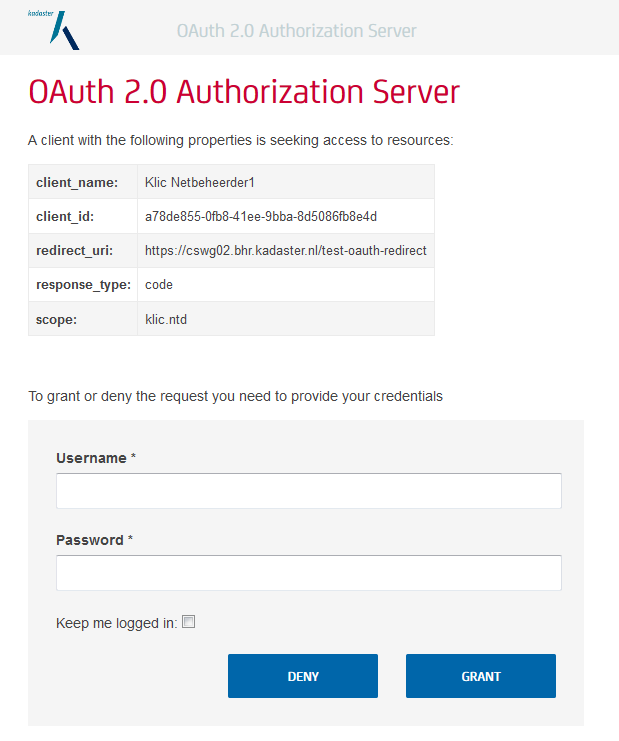 kadaster
OAuth 2.0 Authorization Server
OAuth 2.0 Authorization Server
A client with the following properties is seeking access to resources:
client_name: Klic Netbeheerder1
client_id: a78de855-0fb8-41ee-9bba-8d5086fb8e4d
redirect_uri: https://cswg02.bhr.kadaster.nl/test-oauth-redirect
response_type: code
scope: klic.ntd
To grant or deny the request you need to provide your credentials
Username *
Password *
Keep me logged in:
DENY GRANT